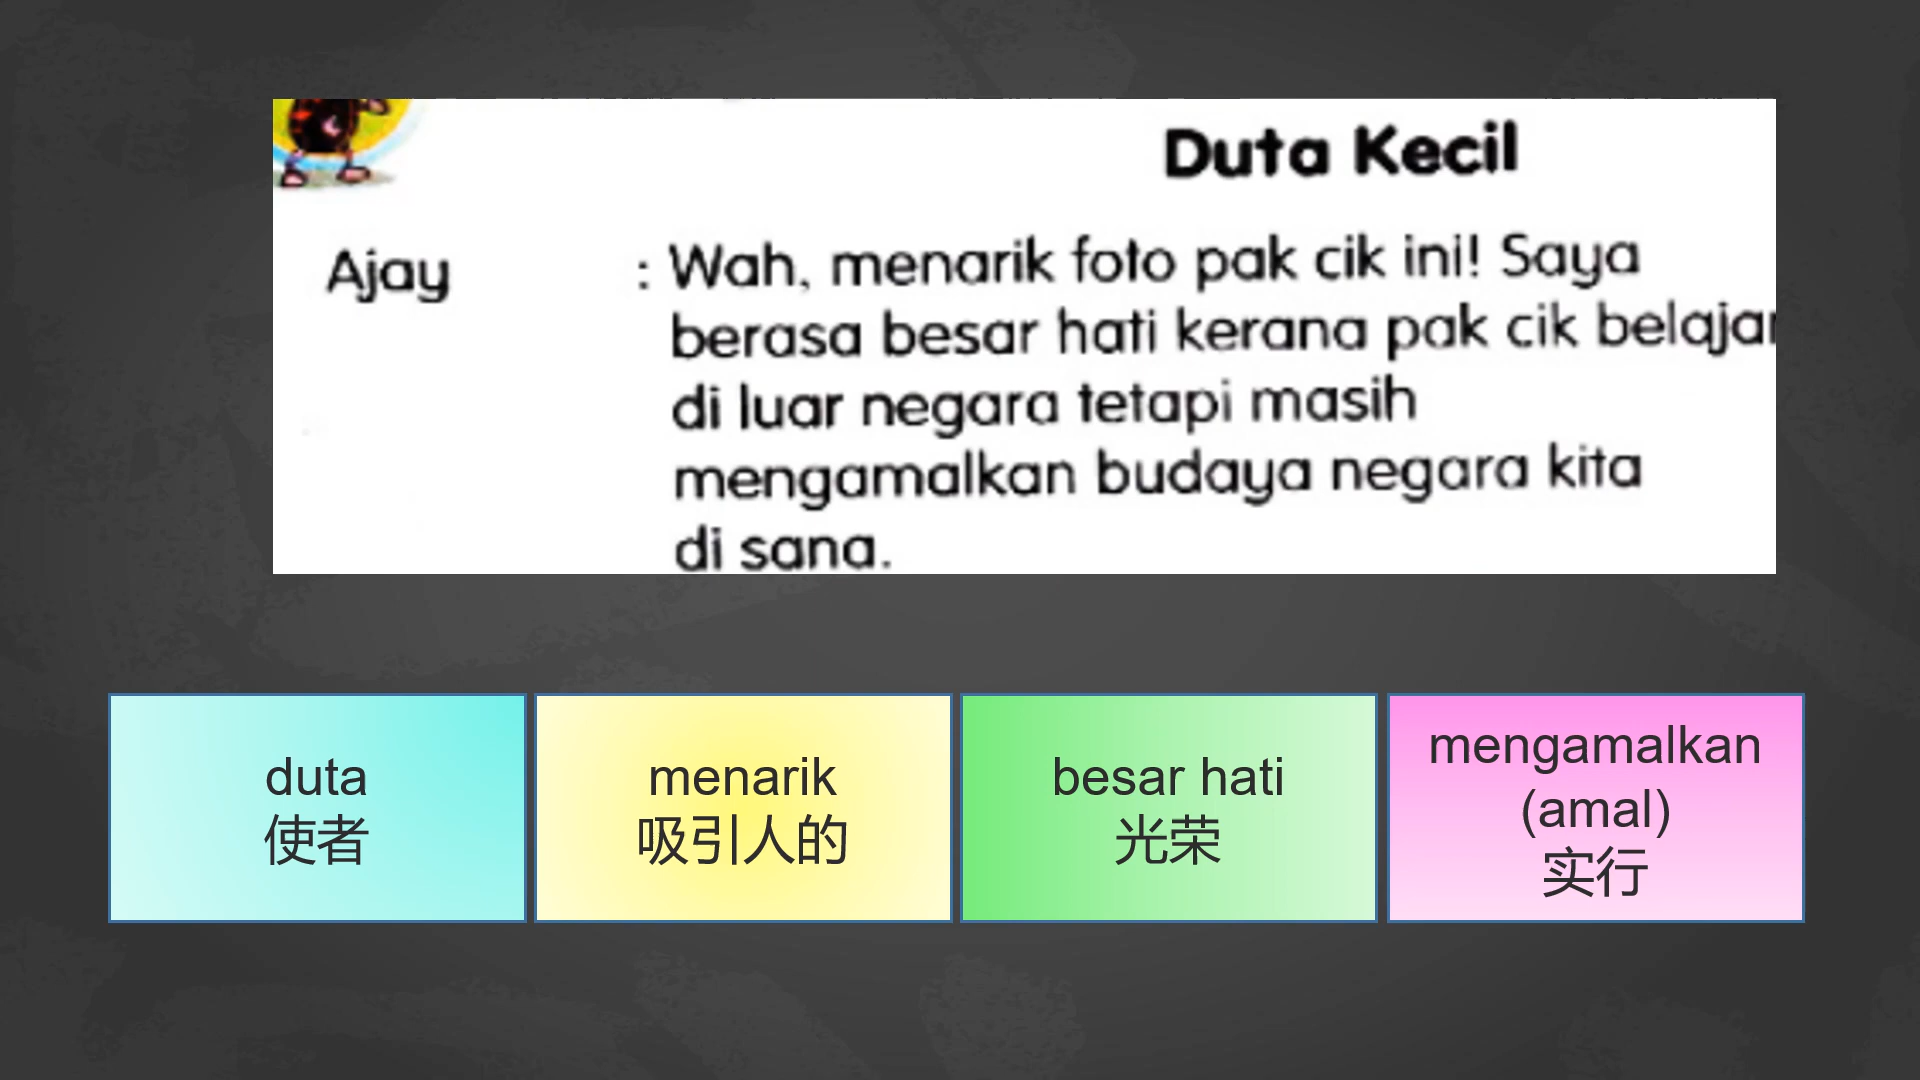 Duta Kecil
Ajay : Wah, menarik foto pak cik ini! Saya
berasa besar hati kerana pak cik belajar
di luar negara tetapi masih
mengamalkan budaya negara kita
di sana.
duta
使者
menarik
吸引人的
besar hati
光荣
mengamalkan
(amal)
实行